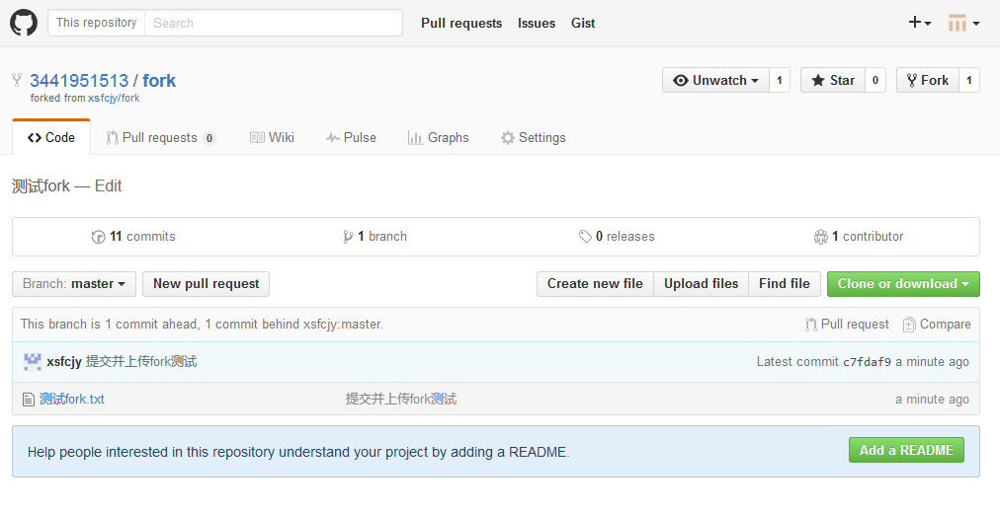 This repository Search Pull requests Issues Gist
3441951513 / fork Unwatch 1 Star 0 Fork 1
forked from xsfcjy/fork
Code Pull requests 0 Wiki Pulse Graphs Settings
测试fork — Edit
11 commits 1 branch 0 releases 1 contributor
Branch: master New pull request Create new file Upload files Find file Clone or download
This branch is 1 commit ahead, 1 commit behind xsfcjy:master. Pull request Compare
xsfcjy 提交并上传fork测试 Latest commit c7fdaf9 a minute ago
测试fork.txt 提交并上传fork测试 a minute ago
Help people interested in this repository understand your project by adding a README. Add a README